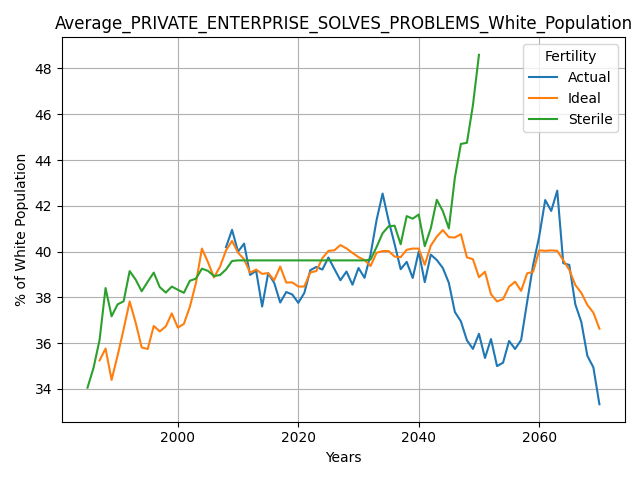 Average_PRIVATE_ENTERPRISE_SOLVES_PROBLEMS_White_Population
% of White Population
48
46
44
42
40
38
36
34
Fertility
Actual
Ideal
Sterile
2000
2020
2040
2060
Years